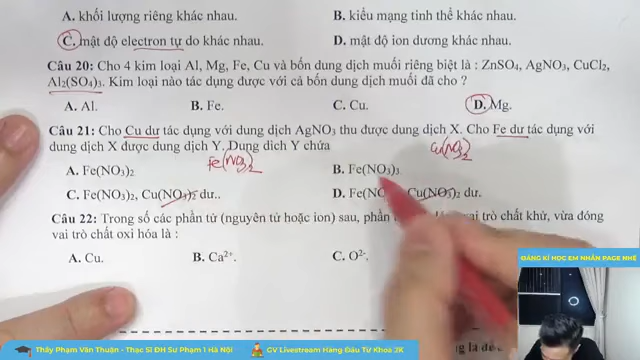 A. khối lượng riêng khác nhau. B. kiểu mạng tinh thể khác nhau.
C. mật độ electron tự do khác nhau. D. mật độ ion dương khác nhau.
Câu 20: Cho 4 kim loại Al, Mg, Fe, Cu và bốn dung dịch muối riêng biệt là : ZnSO₄, AgNO₃, CuCl₂,
Al₂(SO₄)₃. Kim loại nào tác dụng được với cả bốn dung dịch muối đã cho ?
A. Al. B. Fe. C. Cu. D. Mg.
Câu 21: Cho Cu dư tác dụng với dung dịch AgNO₃ thu được dung dịch X. Cho Fe dư tác dụng với
dung dịch X được dung dịch Y. Dung dịch Y chứa
Fe(NO₃)₂ Cu(NO₃)₂
A. Fe(NO₃)₂ B. Fe(NO₃)₃
C. Fe(NO₃)₂, Cu(NO₃)₂ dư.. D. Cu(NO₃)₂ dư.
Câu 22: Trong số các phần tử (nguyên tử hoặc ion) sau, vai trò chất khử, vừa đóng
vai trò chất oxi hóa là :
A. Cu. B. Ca²⁺. C. O²⁻.
ĐĂNG KÍ HỌC EM NHẮN PAGE NHÉ
Thầy Phạm Văn Thuận - Thạc Sĩ ĐH Sư Phạm 1 Hà Nội GV Livestream Hàng Đầu Từ Khoá 2K